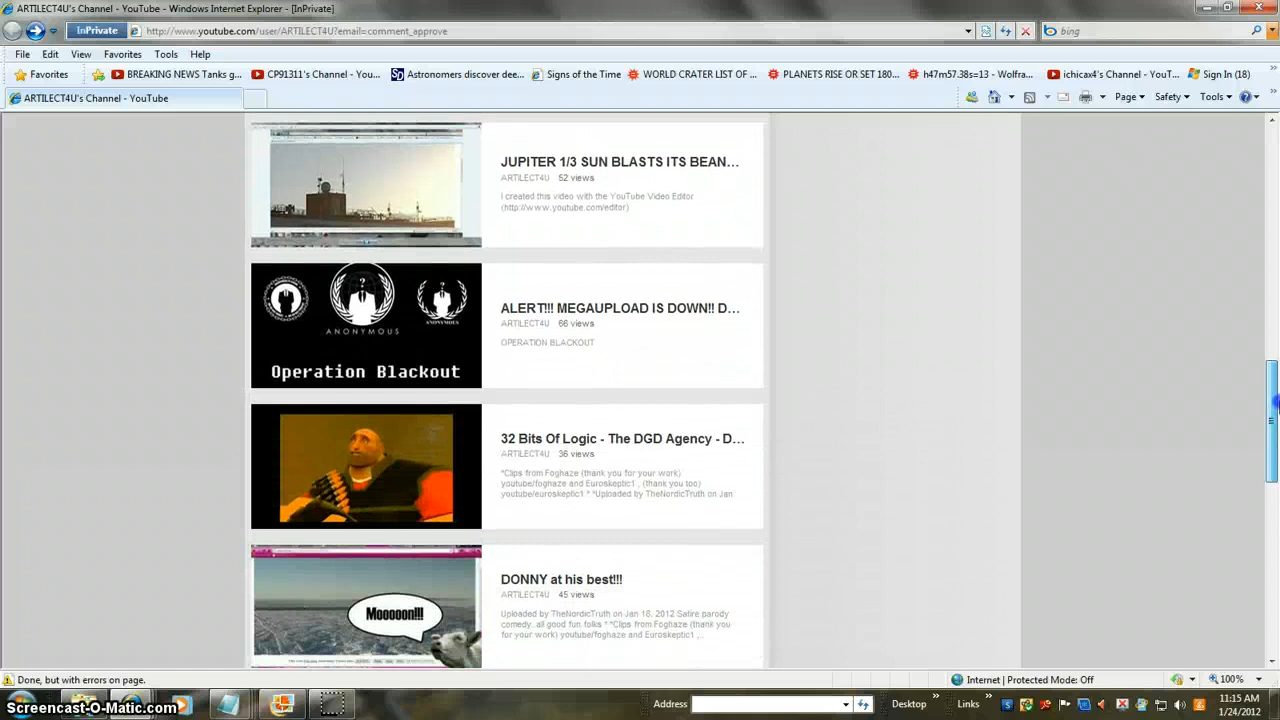 ARTILECT4U's Channel - YouTube - Windows Internet Explorer - [InPrivate]
InPrivate
http://www.youtube.com/user/ARTILECT4U?email=comment_approve
bing
File Edit View Favorites Tools Help
Favorites
BREAKING NEWS Tanks g...
CP91311's Channel - You...
Astronomers discover dee...
Signs of the Time
WORLD CRATER LIST OF ...
PLANETS RISE OR SET 180...
h47m57.38s=13 - Wolfra...
ichicax4's Channel - YouT...
Sign In (18)
ARTILECT4U's Channel - YouTube
Page Safety Tools
JUPITER 1/3 SUN BLASTS ITS BEAN...
ARTILECT4U 52 views
I created this video with the YouTube Video Editor
(http://www.youtube.com/editor)
ANONYMOUS
ANONYMOUS
Operation Blackout
ALERT!!! MEGAUPLOAD IS DOWN!! D...
ARTILECT4U 66 views
OPERATION BLACKOUT
32 Bits Of Logic - The DGD Agency - D...
ARTILECT4U 36 views
*Clips from Foghaze (thank you for your work)
youtube/foghaze and Euroskeptic1 , (thank you too)
youtube/euroskeptic1 * *Uploaded by TheNordicTruth on Jan
Mooooon!!!
DONNY at his best!!!
ARTILECT4U 45 views
Uploaded by TheNordicTruth on Jan 18, 2012 Satire parody
comedy..all good fun folks * *Clips from Foghaze (thank you
for your work) youtube/foghaze and Euroskeptic1 ,..
Done, but with errors on page.
Internet | Protected Mode: Off
100%
Screencast-O-Matic.com
Address
Desktop
Links
11:15 AM
1/24/2012